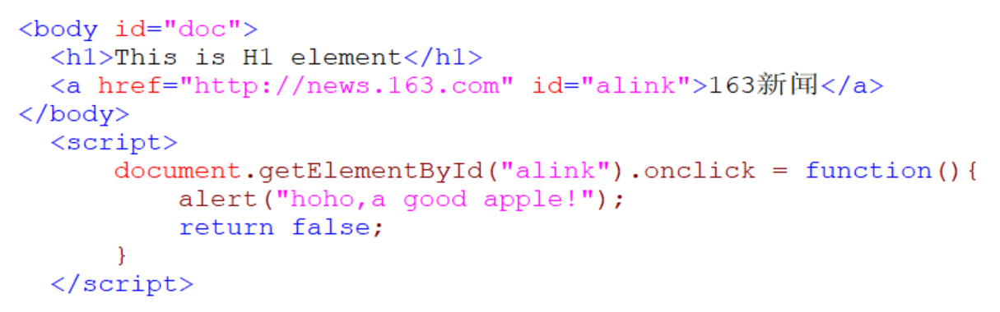 <body id="doc">
<h1>This is H1 element</h1>
<a href="http://news.163.com" id="alink">163新闻</a>
</body>
<script>
document.getElementById("alink").onclick = function(){
alert("hoho,a good apple!");
return false;
}
</script>